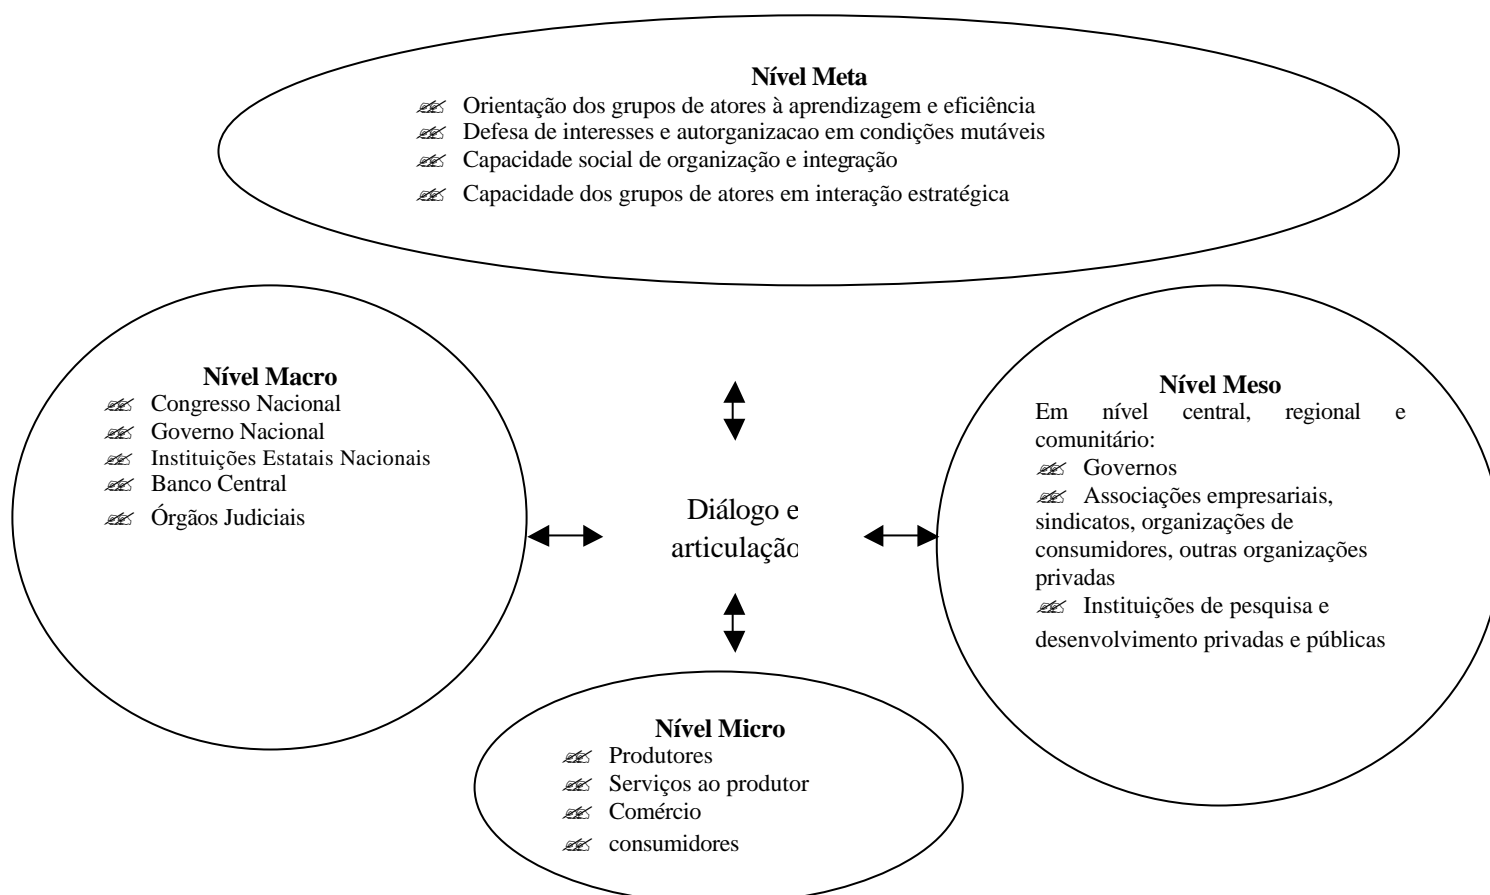 Nível Meta
Orientação dos grupos de atores à aprendizagem e eficiência
Defesa de interesses e autorganizacao em condições mutáveis
Capacidade social de organização e integração
Capacidade dos grupos de atores em interação estratégica
Nível Macro
Congresso Nacional
Governo Nacional
Instituições Estatais Nacionais
Banco Central
Órgãos Judiciais
Diálogo e
articulação
Nível Meso
Em nível central, regional e
comunitário:
Governos
Associações empresariais,
sindicatos, organizações de
consumidores, outras organizações
privadas
Instituições de pesquisa e
desenvolvimento privadas e públicas
Nível Micro
Produtores
Serviços ao produtor
Comércio
consumidores